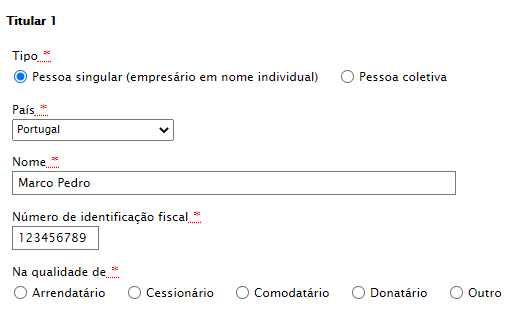 Titular 1
Tipo *
Pessoa singular (empresário em nome individual) Pessoa coletiva
País *
Portugal
Nome *
Marco Pedro
Número de identificação fiscal *
123456789
Na qualidade de *
Arrendatário Cessionário Comodatário Donatário Outro